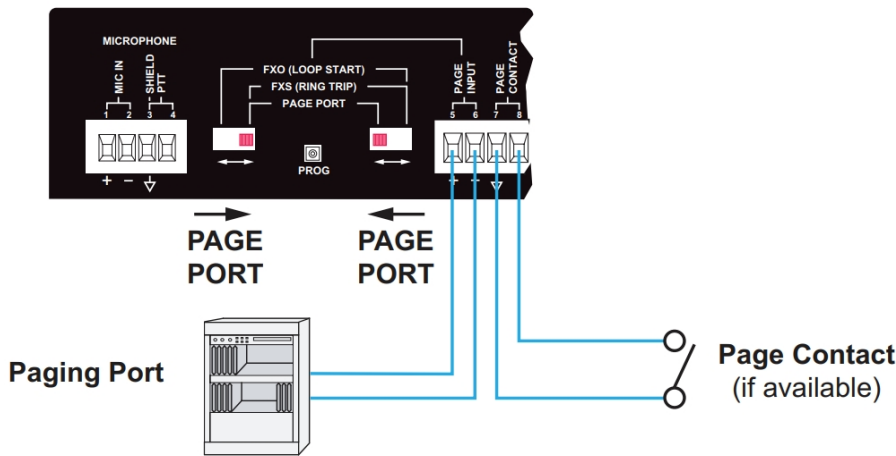 MICROPHONE
MIC IN
SHIELD
PTT
1 2 3 4
+ −
FXO (LOOP START)
FXS (RING TRIP)
PAGE PORT
PROG
PAGE
INPUT
PAGE
CONTACT
5 6 7 8
+ −
PAGE
PORT
PAGE
PORT
Paging Port
Page Contact
(if available)